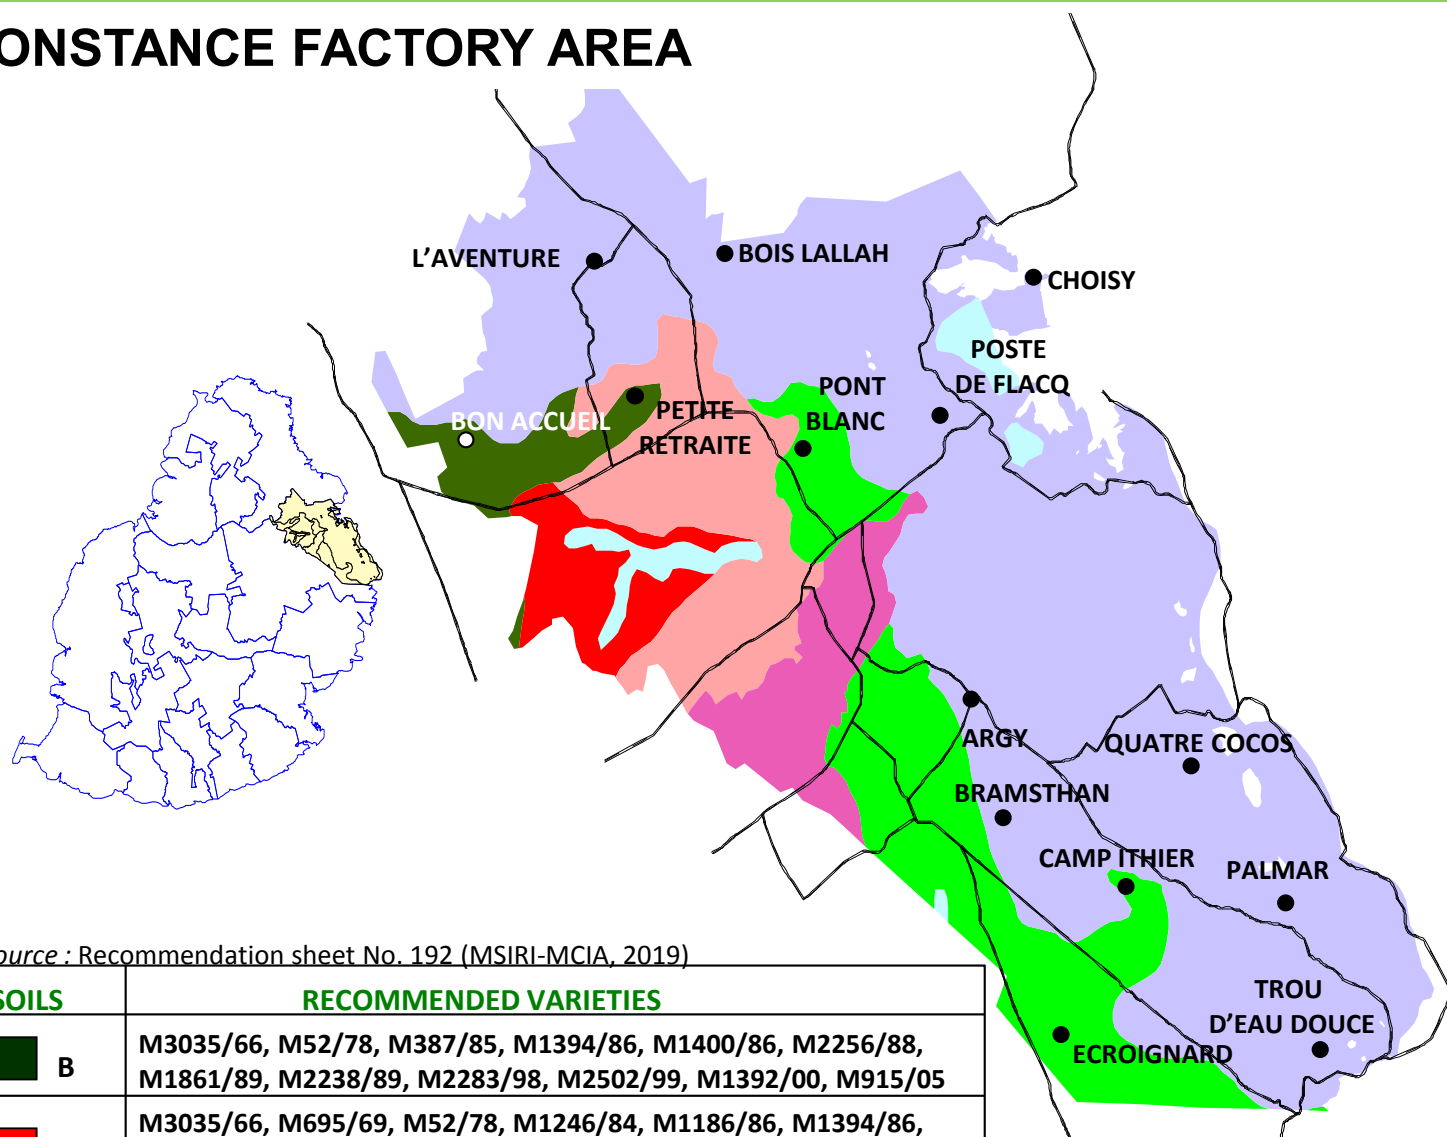 ONSTANCE FACTORY AREA
L’AVENTURE
BOIS LALLAH
CHOISY
POSTE
DE FLACQ
PONT
BLANC
BON ACCUEIL
PETITE
RETRAITE
ARGY
QUATRE COCOS
BRAMSTHAN
CAMP ITHIER
PALMAR
TROU
D’EAU DOUCE
ECROIGNARD
ource : Recommendation sheet No. 192 (MSIRI-MCIA, 2019)
SOILS RECOMMENDED VARIETIES
B M3035/66, M52/78, M387/85, M1394/86, M1400/86, M2256/88,
M1861/89, M2238/89, M2283/98, M2502/99, M1392/00, M915/05
M3035/66, M695/69, M52/78, M1246/84, M1186/86, M1394/86,